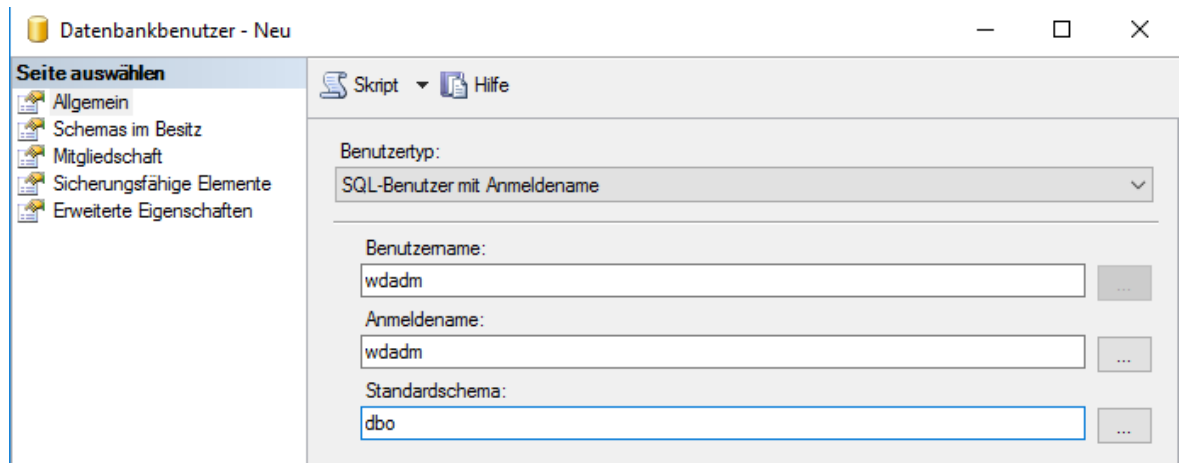 Datenbankbenutzer - Neu
Seite auswählen
Allgemein
Schemas im Besitz
Mitgliedschaft
Sicherungsfähige Elemente
Erweiterte Eigenschaften
Skript Hilfe
Benutzertyp:
SQL-Benutzer mit Anmeldename
Benutzername:
wdadm
...
Anmeldename:
wdadm
...
Standardschema:
dbo
...